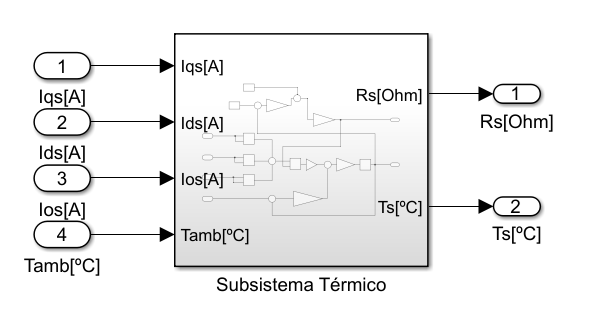 1
Iqs[A]
2
Ids[A]
3
Ios[A]
4
Tamb[ºC]
Iqs[A]
Ids[A]
Ios[A]
Tamb[ºC]
Rs[Ohm]
Ts[ºC]
Subsistema Térmico
1
Rs[Ohm]
2
Ts[ºC]